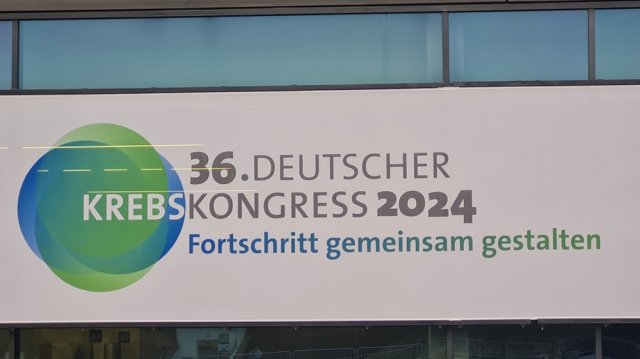 36. DEUTSCHER
KREBSKONGRESS 2024
Fortschritt gemeinsam gestalten